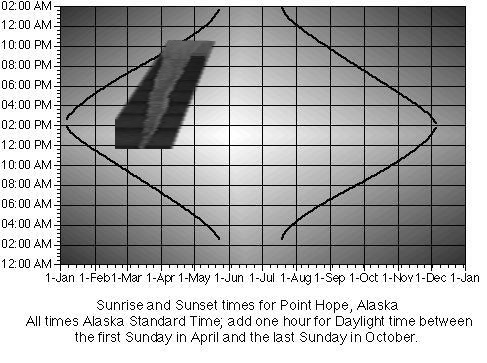 02:00 AM
12:00 AM
10:00 PM
08:00 PM
06:00 PM
04:00 PM
02:00 PM
12:00 PM
10:00 AM
08:00 AM
06:00 AM
04:00 AM
02:00 AM
12:00 AM
1-Jan 1-Feb 1-Mar 1-Apr 1-May 1-Jun 1-Jul 1-Aug 1-Sep 1-Oct 1-Nov 1-Dec 1-Jan
Sunrise and Sunset times for Point Hope, Alaska
All times Alaska Standard Time; add one hour for Daylight time between
the first Sunday in April and the last Sunday in October.